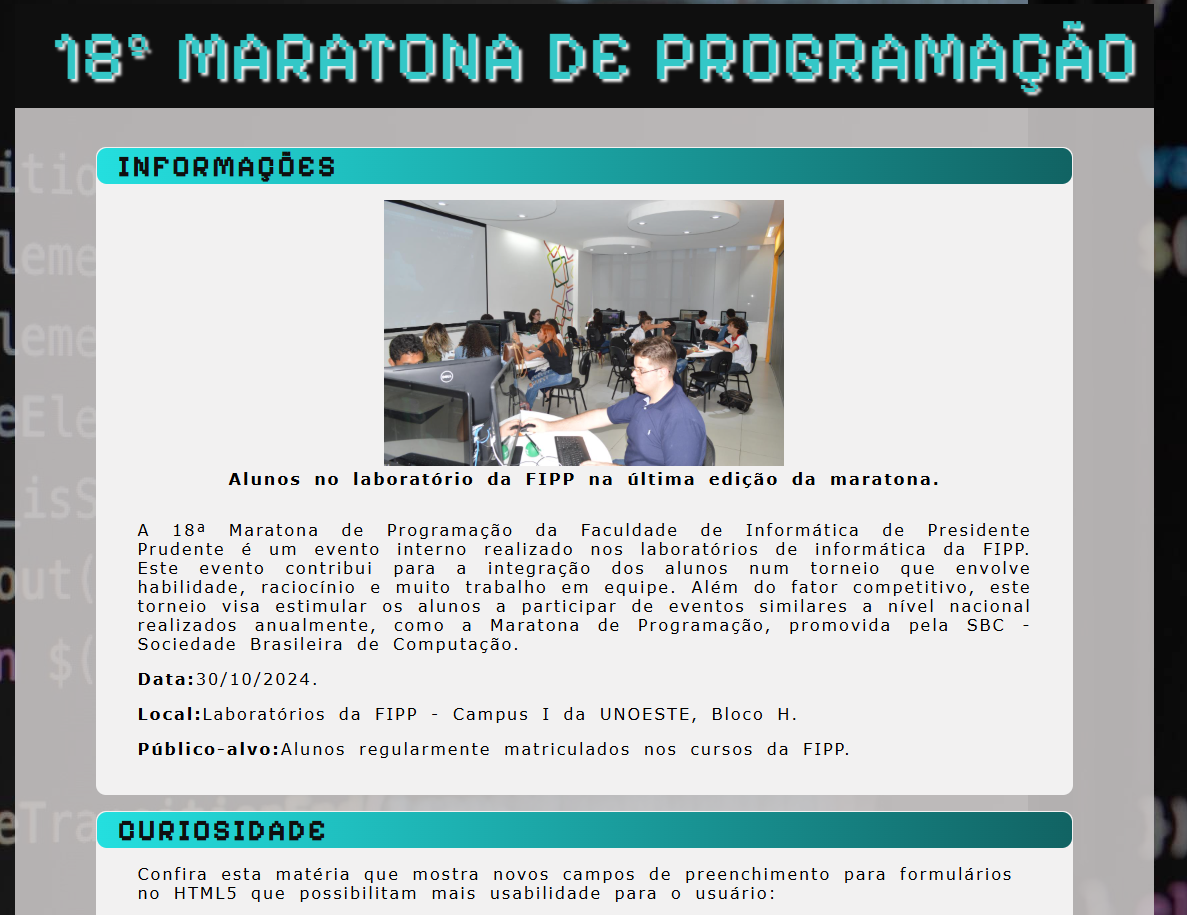 18º MARATONA DE PROGRAMAÇÃO
INFORMAÇÕES
DELL
Alunos no laboratório da FIPP na última edição da maratona.
A 18ª Maratona de Programação da Faculdade de Informática de Presidente
Prudente é um evento interno realizado nos laboratórios de informática da FIPP.
Este evento contribui para a integração dos alunos num torneio que envolve
habilidade, raciocínio e muito trabalho em equipe. Além do fator competitivo, este
torneio visa estimular os alunos a participar de eventos similares a nível nacional
realizados anualmente, como a Maratona de Programação, promovida pela SBC -
Sociedade Brasileira de Computação.
Data:30/10/2024.
Local:Laboratórios da FIPP - Campus I da UNOESTE, Bloco H.
Público-alvo:Alunos regularmente matriculados nos cursos da FIPP.
CURIOSIDADE
Confira esta matéria que mostra novos campos de preenchimento para formulários
no HTML5 que possibilitam mais usabilidade para o usuário: